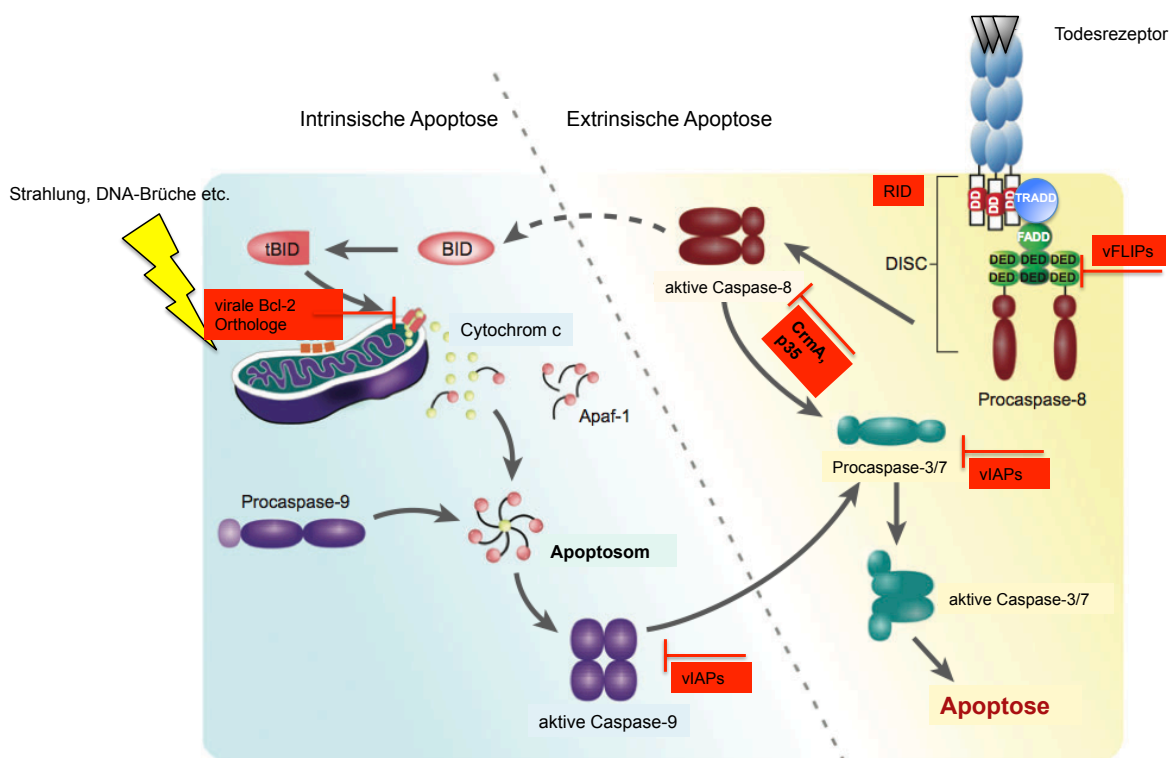 Todesrezeptor
Intrinsische Apoptose
Extrinsische Apoptose
Strahlung, DNA-Brüche etc.
RID
DD
DD
DD
TRADD
FADD
DISC
DED
DED
DED
DED
DED
DED
vFLIPs
Procaspase-8
tBID
BID
aktive Caspase-8
virale Bcl-2
Orthologe
Cytochrom c
CrmA,
p35
Apaf-1
Procaspase-3/7
vIAPs
Procaspase-9
Apoptosom
aktive Caspase-3/7
vIAPs
aktive Caspase-9
Apoptose